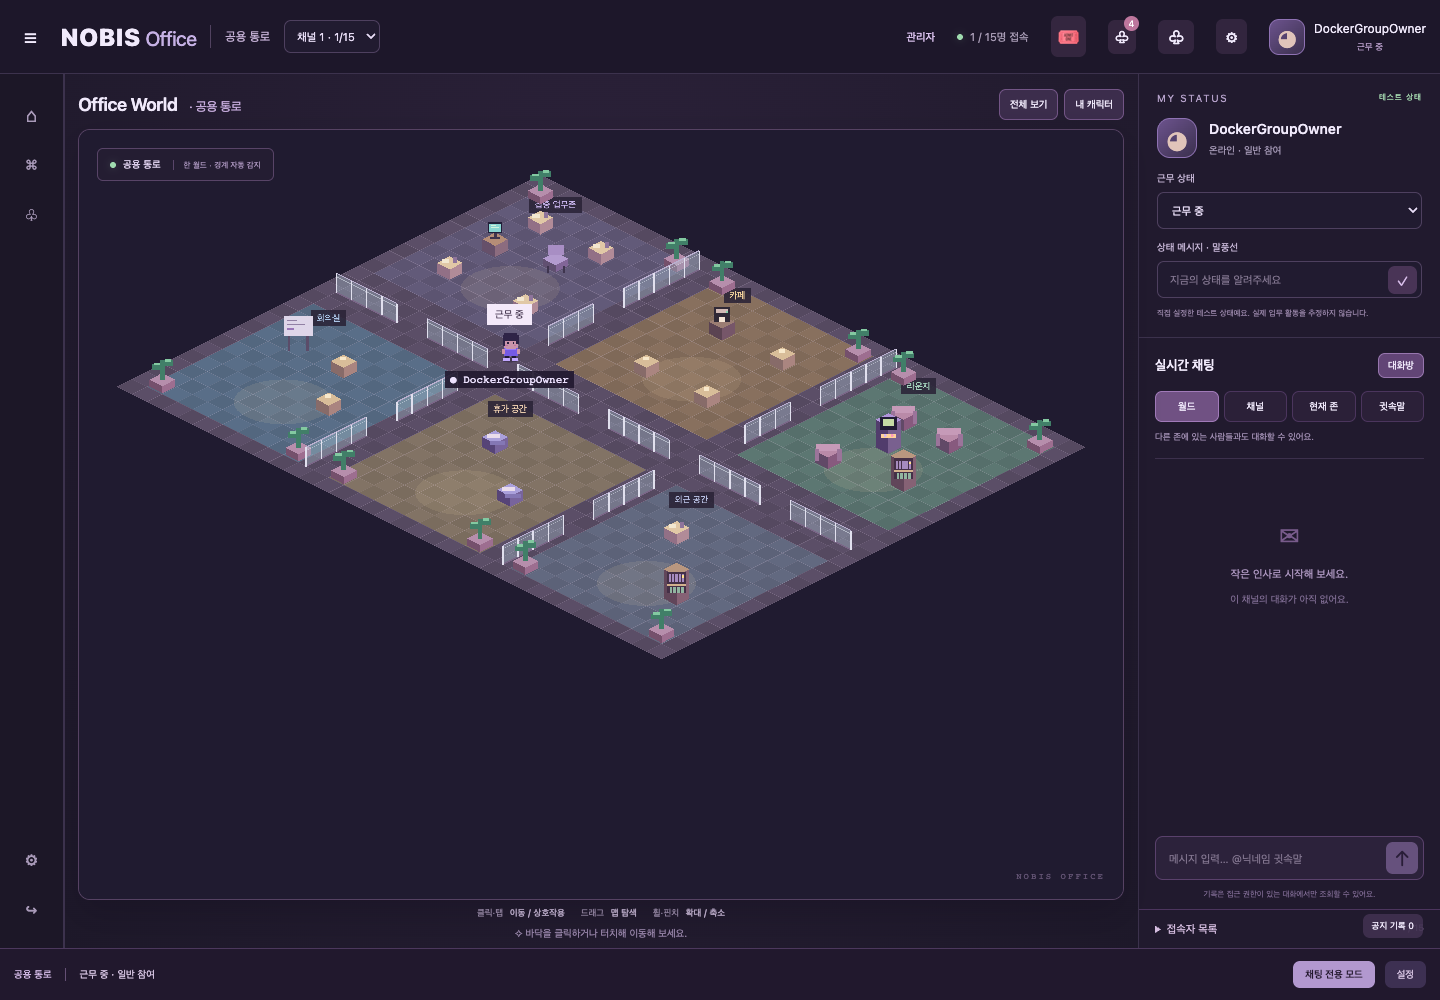 NOBIS Office
공용 통로
채널 1 · 1/15
관리자
1 / 15명 접속
4
DockerGroupOwner
근무 중
Office World · 공용 통로
전체 보기
내 캐릭터
공용 통로
한 월드 · 경계 자동 감지
업무존
카페
회의실
근무 중
DockerGroupOwner
휴가 공간
라운지
외근 공간
NOBIS OFFICE
클릭·탭 이동 / 상호작용 드래그 맵 탐색 휠·핀치 확대 / 축소
✧ 바닥을 클릭하거나 터치해 이동해 보세요.
MY STATUS
테스트 상태
DockerGroupOwner
온라인 · 일반 참여
근무 상태
근무 중
상태 메시지 · 말풍선
지금의 상태를 알려주세요
직접 설정한 테스트 상태예요. 실제 업무 활동을 추정하지 않습니다.
실시간 채팅
대화방
월드
채널
현재 존
귓속말
다른 존에 있는 사람들과도 대화할 수 있어요.
작은 인사로 시작해 보세요.
이 채널의 대화가 아직 없어요.
메시지 입력... @닉네임 귓속말
기록은 접근 권한이 있는 대화에서만 조회할 수 있어요.
접속자 목록
공지 기록 0
공용 통로
근무 중 · 일반 참여
채팅 전용 모드
설정